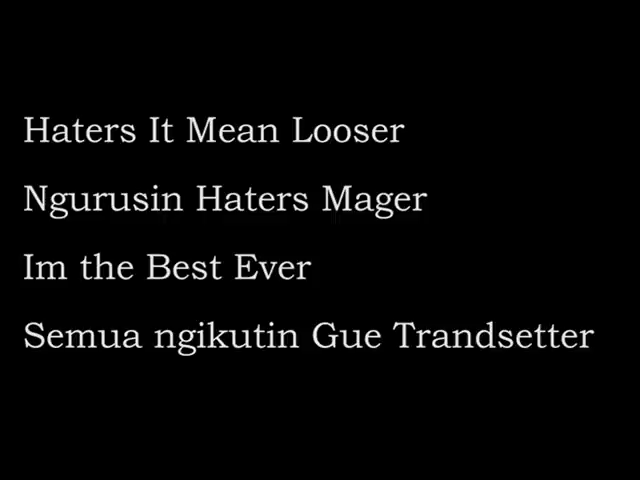 Haters It Mean Looser
Ngurusin Haters Mager
Im the Best Ever
Semua ngikutin Gue Trandsetter